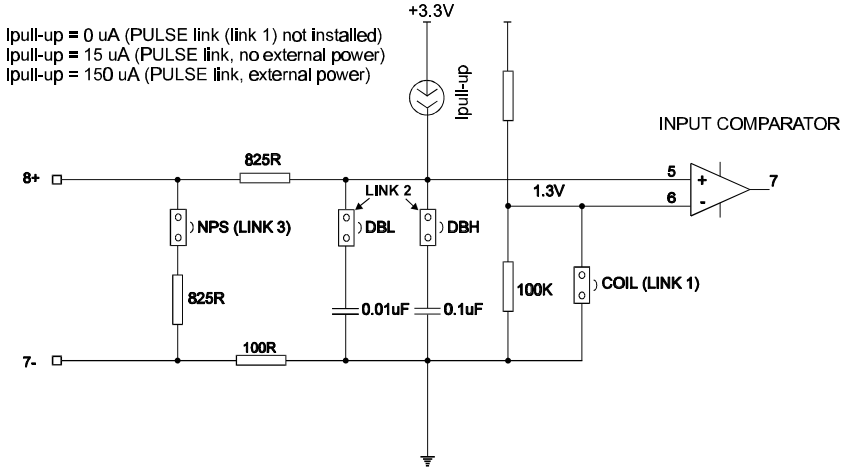 +3.3V
Ipull-up = 0 uA (PULSE link (link 1) not installed)
Ipull-up = 15 uA (PULSE link, no external power)
Ipull-up = 150 uA (PULSE link, external power)
Ipull-up
INPUT COMPARATOR
825R
8+
5
+
7
LINK 2
1.3V
6
-
NPS (LINK 3)
DBL
DBH
825R
0.01uF
0.1uF
100K
COIL (LINK 1)
100R
7-